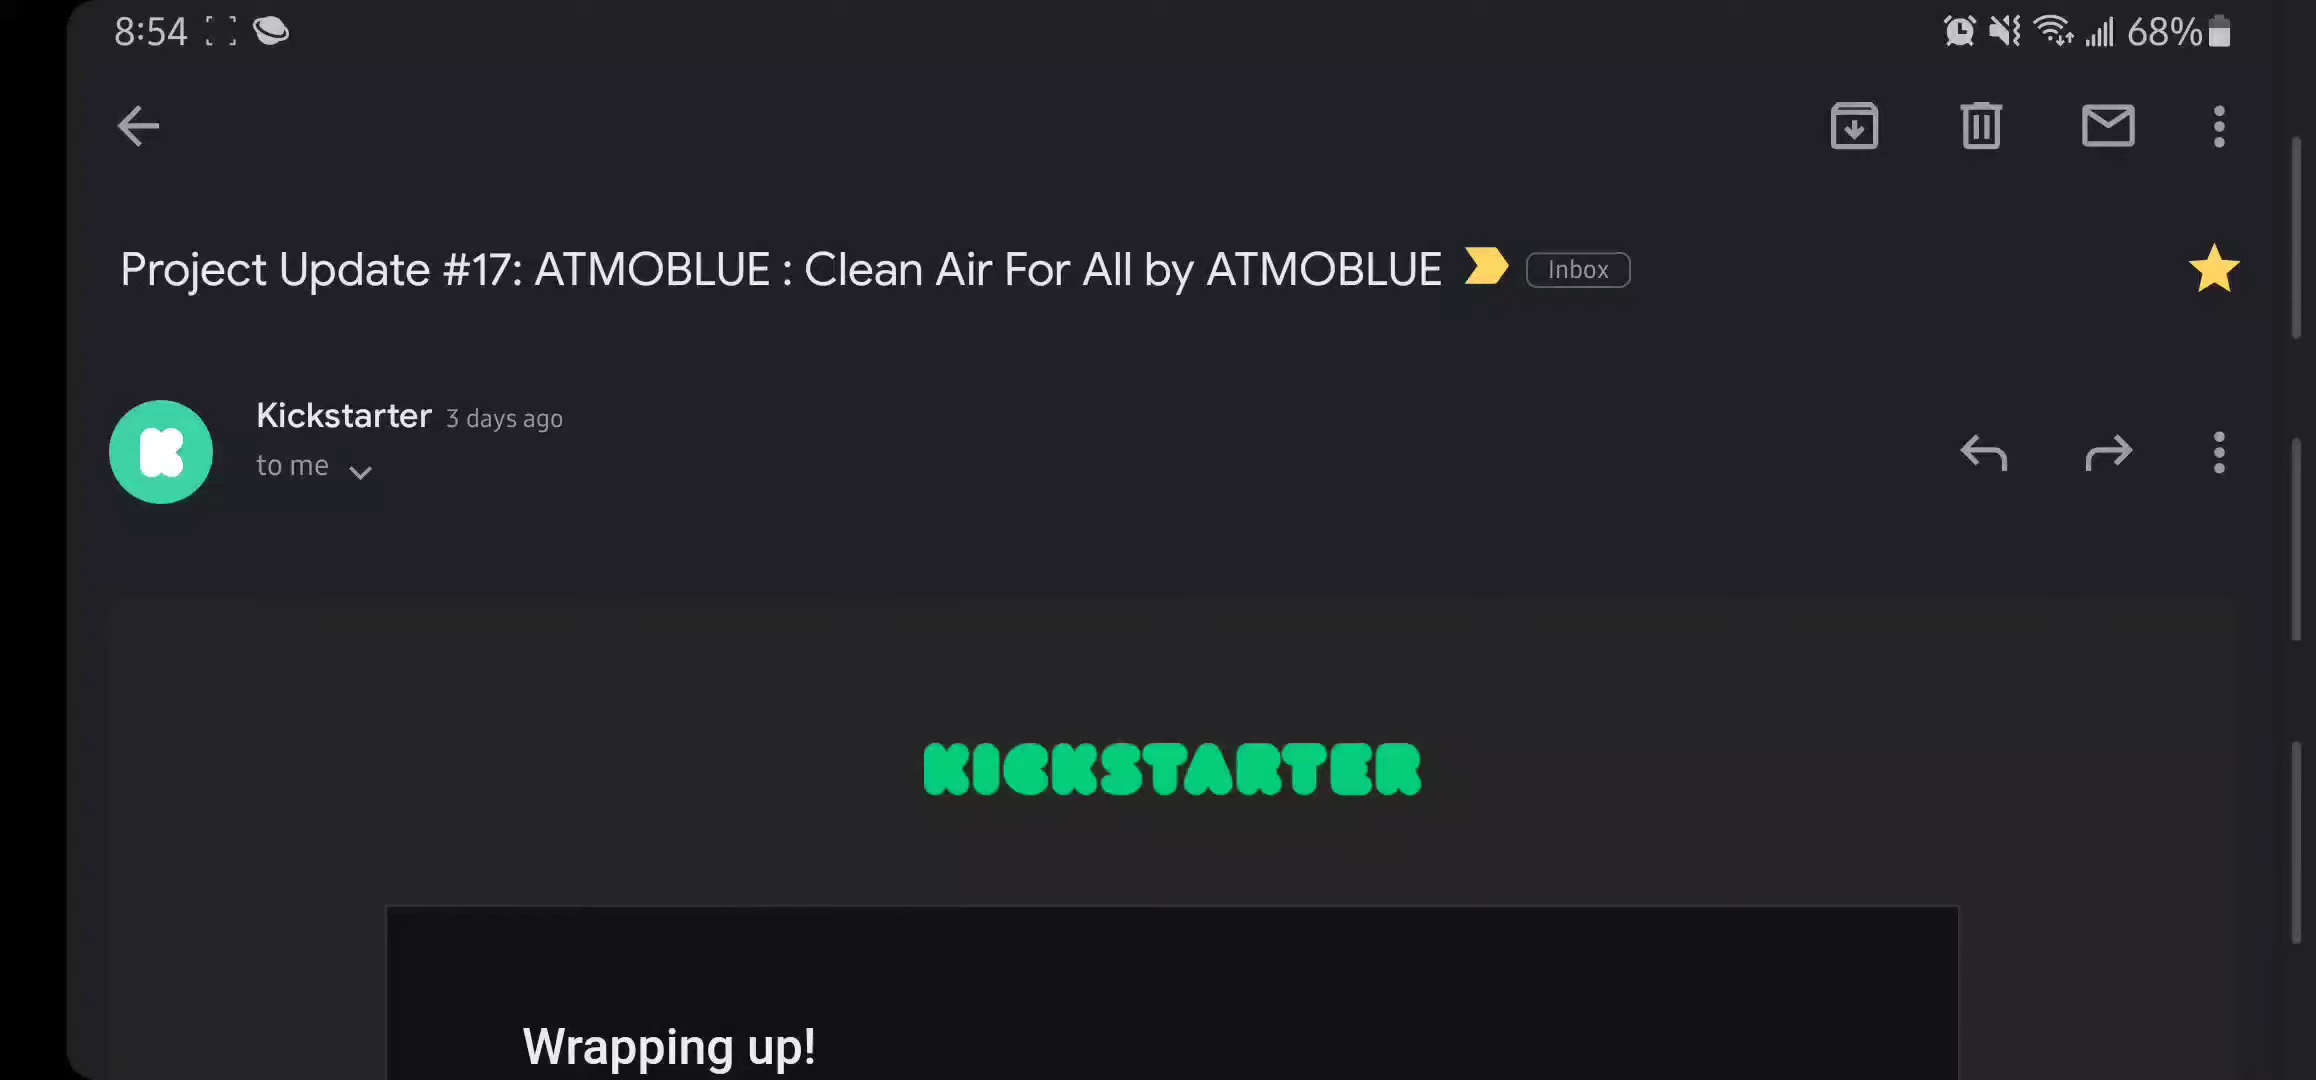 8:54 68%
Project Update #17: ATMOBLUE : Clean Air For All by ATMOBLUE Inbox
Kickstarter 3 days ago
to me
KICKSTARTER
Wrapping up!